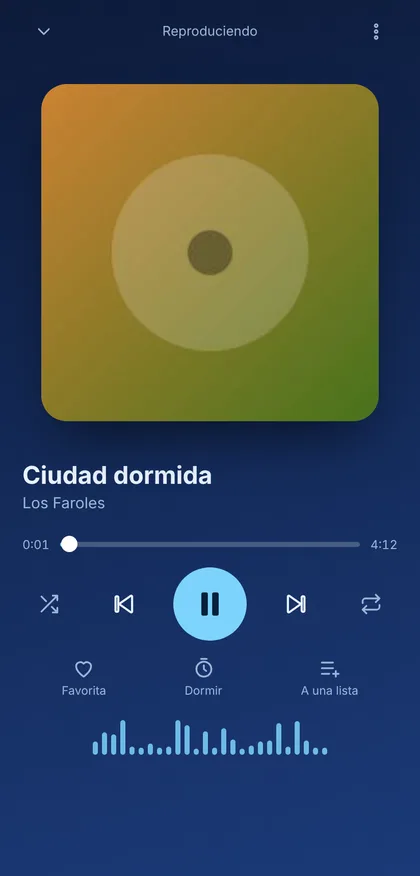 Reproduciendo
Ciudad dormida
Los Faroles
0:01 4:12
Favorita Dormir A una lista